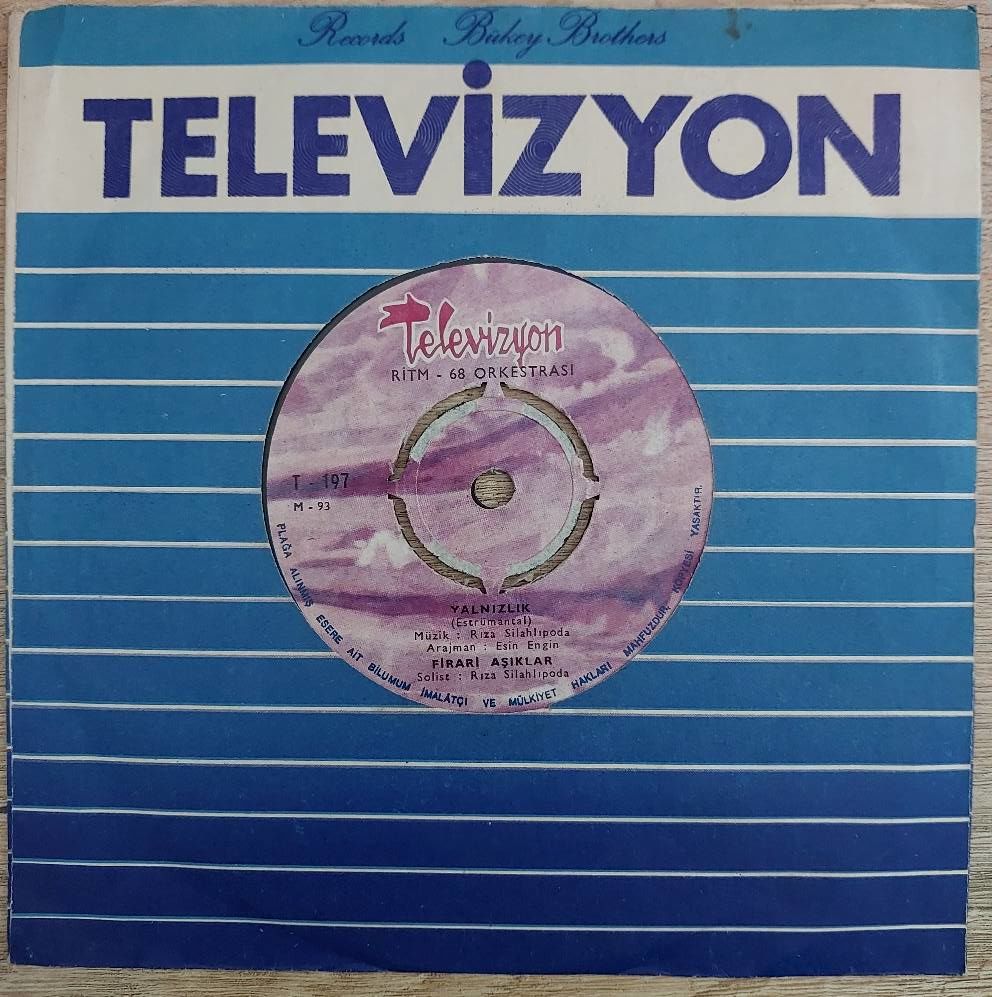 Records Bükey Brothers
TELEVİZYON
Televizyon
RİTM - 68 ORKESTRASI
T - 197
M - 93
YALNIZLIK
(Estrümantal)
Müzik : Rıza Silahlıpoda
Arajman : Esin Engin
FİRARİ AŞIKLAR
Solist : Rıza Silahlıpoda
PLAĞA ALINMIŞ ESERE AİT BİLUMUM İMALÂTÇI VE MÜLKİYET HAKLARI MAHFUZDUR, KOPYESİ YASAKTIR.